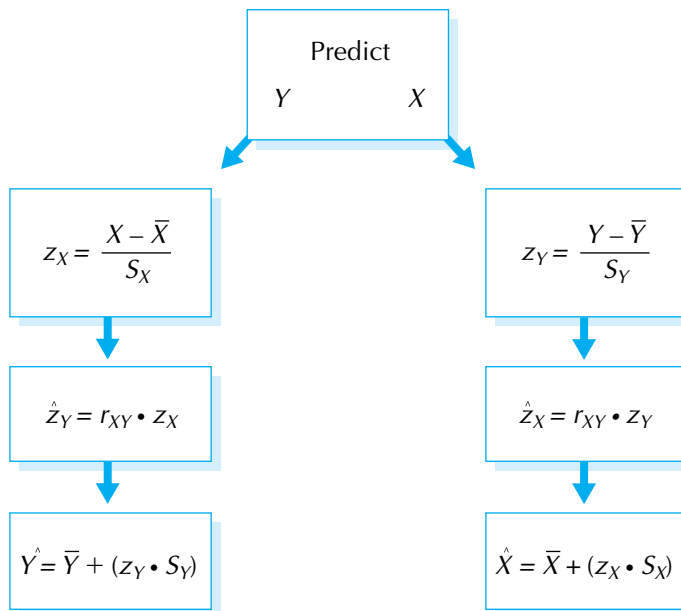 Predict
Y X
z_X = (X – X̄) / S_X
ẑ_Y = r_XY • z_X
Ŷ = Ȳ + (z_Y • S_Y)
z_Y = (Y – Ȳ) / S_Y
ẑ_X = r_XY • z_Y
X̂ = X̄ + (z_X • S_X)